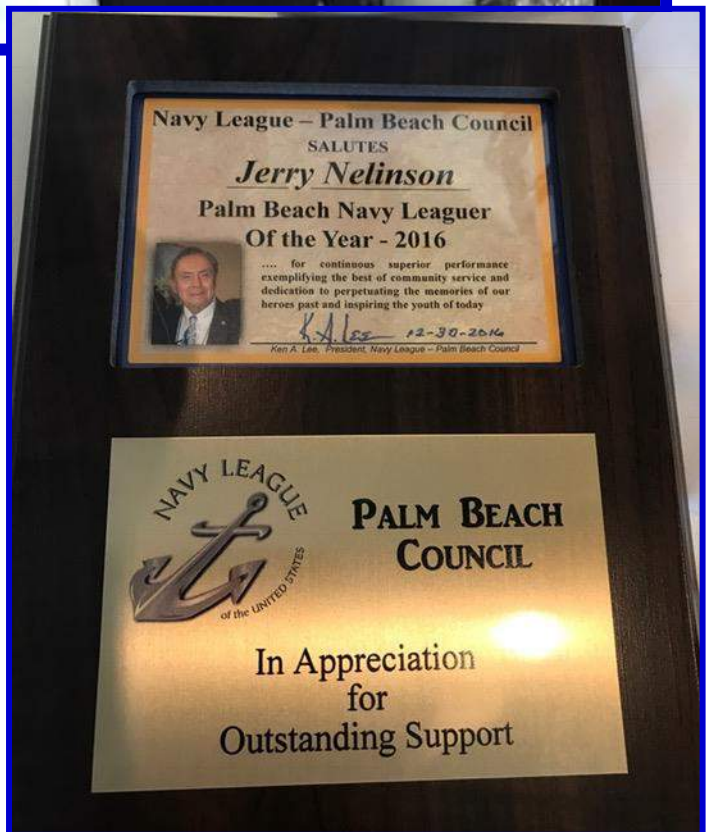 Navy League – Palm Beach Council
SALUTES
Jerry Nelinson
Palm Beach Navy Leaguer
Of the Year - 2016
.... for continuous superior performance
exemplifying the best of community service and
dedication to perpetuating the memories of our
heroes past and inspiring the youth of today
K.A. Lee 12-30-2016
Ken A. Lee, President, Navy League – Palm Beach Council
NAVY LEAGUE
of the UNITED STATES
PALM BEACH
COUNCIL
In Appreciation
for
Outstanding Support